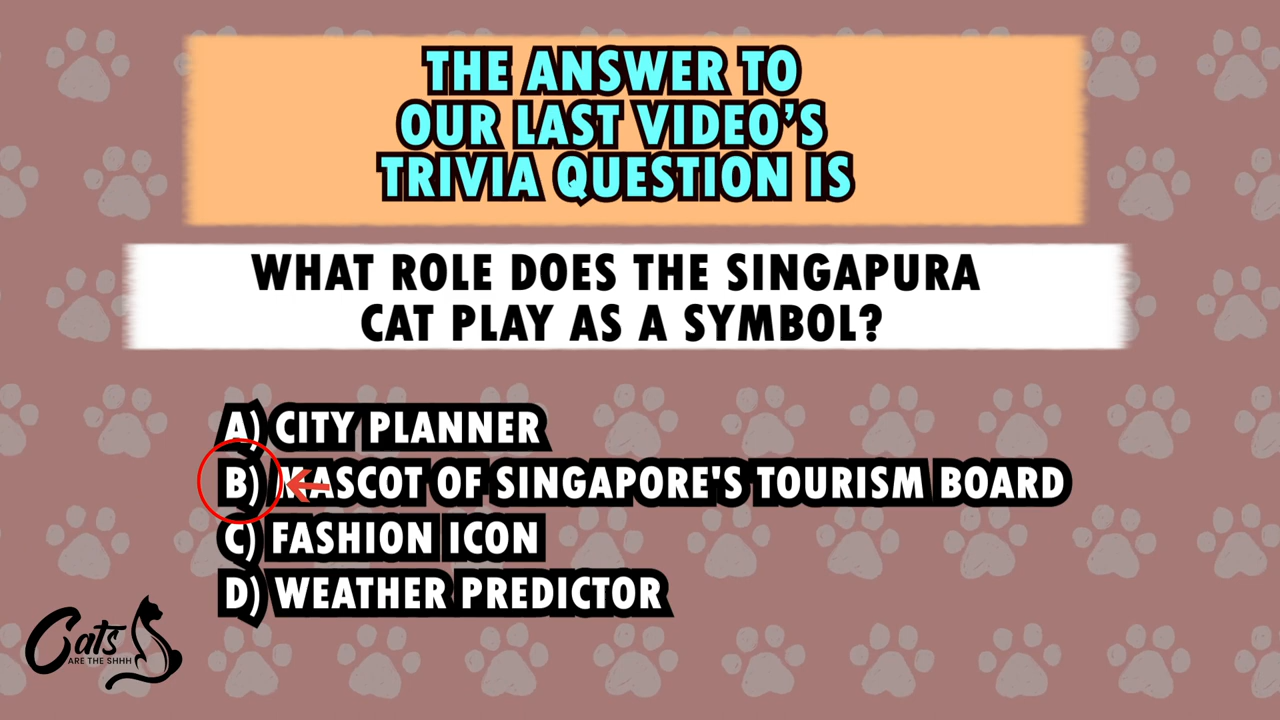 THE ANSWER TO
OUR LAST VIDEO'S
TRIVIA QUESTION IS
WHAT ROLE DOES THE SINGAPURA
CAT PLAY AS A SYMBOL?
A) CITY PLANNER
B) MASCOT OF SINGAPORE'S TOURISM BOARD
C) FASHION ICON
D) WEATHER PREDICTOR
Cats
ARE THE SHHH